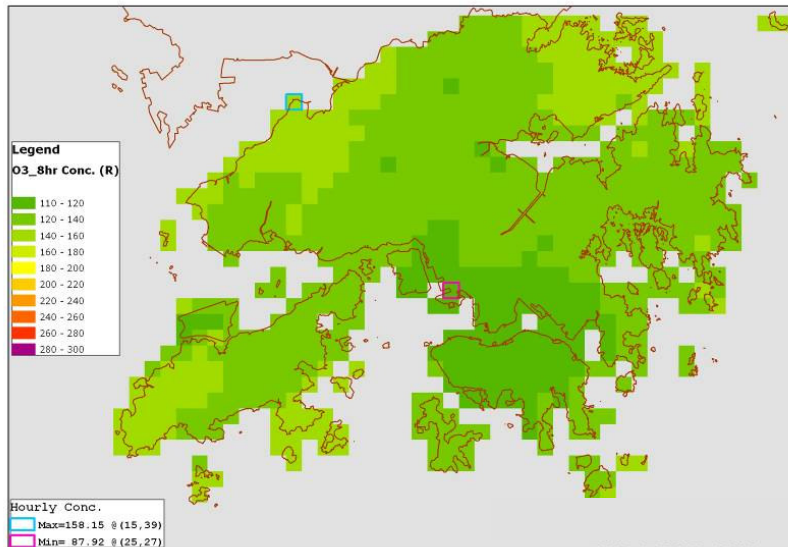 Legend
O3_8hr Conc. (R)
110 - 120
120 - 140
140 - 160
160 - 180
180 - 200
200 - 220
220 - 240
240 - 260
260 - 280
280 - 300
Hourly Conc.
Max=158.15 @(15,39)
Min= 87.92 @(25,27)